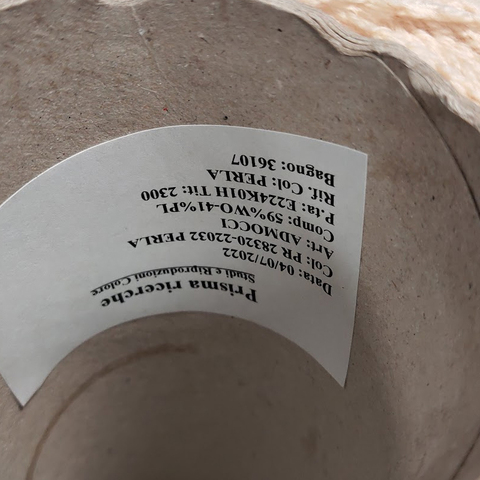 Prisma ricerche
Studi e Riproduzioni Colore
Data: 04/07/2022
Col: PR 28320-22032 PERLA
Art: ADMOCCI
Comp: 59%WO-41%PL
P.ta: E224K01H Tit: 2300
Rif. Col: PERLA
Bagno: 36107